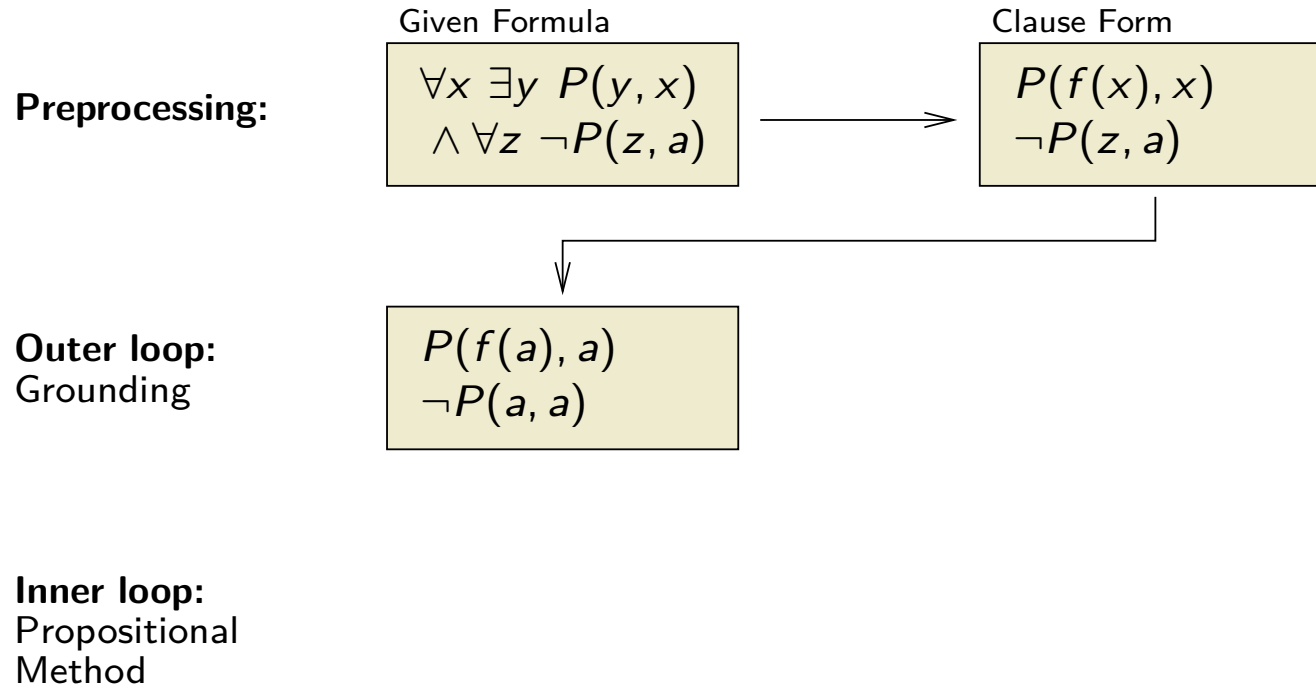 Given Formula
Clause Form
Preprocessing:
∀x ∃y P(y, x)
∧ ∀z ¬P(z, a)
P(f(x), x)
¬P(z, a)
Outer loop:
Grounding
P(f(a), a)
¬P(a, a)
Inner loop:
Propositional
Method